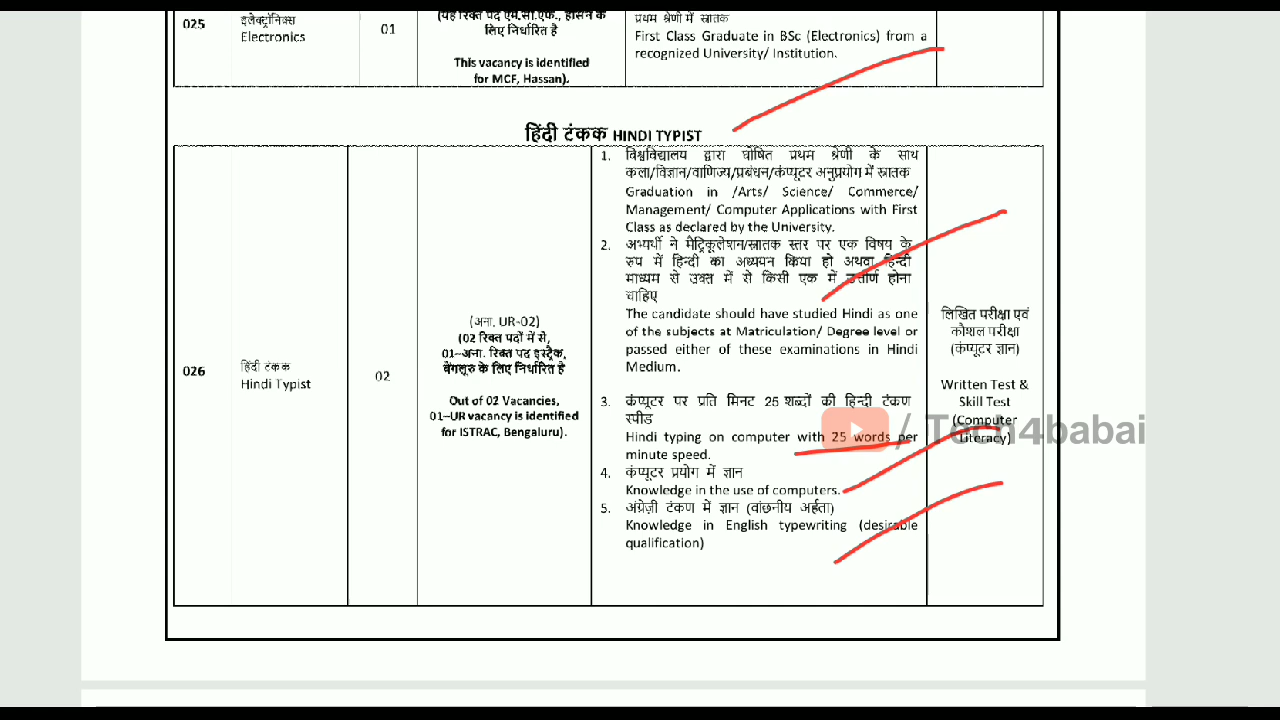 025
इलेक्ट्रॉनिक्स
Electronics
01
(यह रिक्त पद एम.सी.एफ., हासन के
लिए निर्धारित है
This vacancy is identified
for MCF, Hassan).
प्रथम श्रेणी में स्नातक
First Class Graduate in BSc (Electronics) from a
recognized University/ Institution.
हिंदी टंकक HINDI TYPIST
026
हिंदी टंकक
Hindi Typist
02
(अना. UR-02)
(02 रिक्त पदों में से,
01–अना. रिक्त पद इस्ट्रैक,
बेंगलूरु के लिए निर्धारित है
Out of 02 Vacancies,
01–UR vacancy is identified
for ISTRAC, Bengaluru).
1. विश्वविद्यालय द्वारा घोषित प्रथम श्रेणी के साथ
कला/विज्ञान/वाणिज्य/प्रबंधन/कंप्यूटर अनुप्रयोग में स्नातक
Graduation in /Arts/ Science/ Commerce/
Management/ Computer Applications with First
Class as declared by the University.
2. अभ्यर्थी ने मैट्रिकूलेशन/स्नातक स्तर पर एक विषय के
रूप में हिन्दी का अध्ययन किया हो अथवा हिन्दी
माध्यम से उक्त में से किसी एक में उत्तीर्ण होना
चाहिए
The candidate should have studied Hindi as one
of the subjects at Matriculation/ Degree level or
passed either of these examinations in Hindi
Medium.
3. कंप्यूटर पर प्रति मिनट 25 शब्दों की हिन्दी टंकण
स्पीड
Hindi typing on computer with 25 words per
minute speed.
4. कंप्यूटर प्रयोग में ज्ञान
Knowledge in the use of computers.
5. अंग्रेज़ी टंकण में ज्ञान (वांछनीय अर्हता)
Knowledge in English typewriting (desirable
qualification)
लिखित परीक्षा एवं
कौशल परीक्षा
(कंप्यूटर ज्ञान)
Written Test &
Skill Test
(Computer
Literacy)
/ Tech4babai